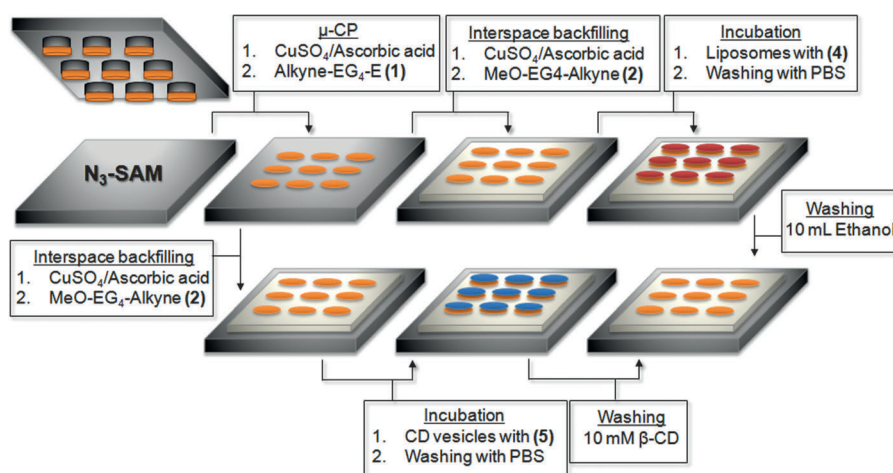 μ-CP
1. CuSO₄/Ascorbic acid
2. Alkyne-EG₄-E (1)
Interspace backfilling
1. CuSO₄/Ascorbic acid
2. MeO-EG4-Alkyne (2)
Incubation
1. Liposomes with (4)
2. Washing with PBS
N₃-SAM
Washing
10 mL Ethanol
Interspace backfilling
1. CuSO₄/Ascorbic acid
2. MeO-EG₄-Alkyne (2)
Incubation
1. CD vesicles with (5)
2. Washing with PBS
Washing
10 mM β-CD